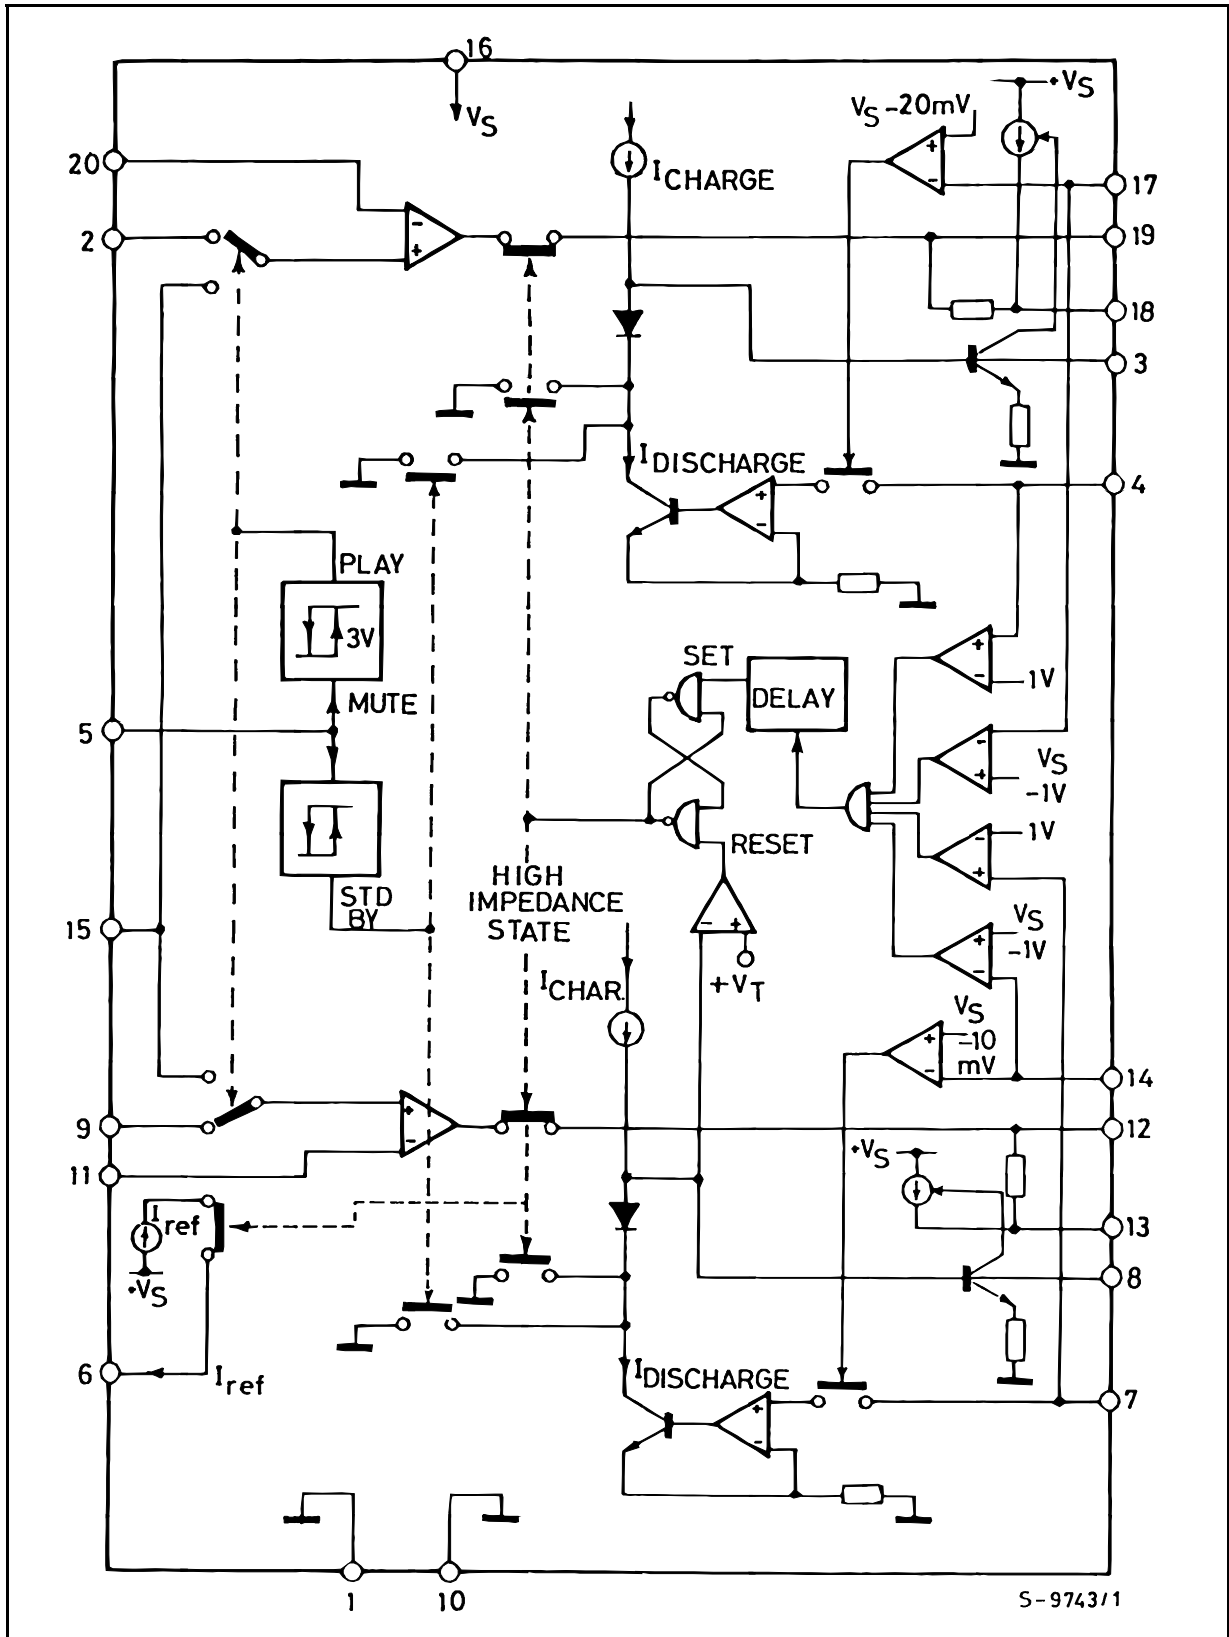 16
VS
20
2
ICHARGE
VS -20mV
+VS
17
19
18
3
IDISCHARGE
4
PLAY
3V
MUTE
5
STD
BY
15
SET
DELAY
RESET
HIGH
IMPEDANCE
STATE
+VT
1V
VS
-1V
1V
VS
-1V
ICHAR.
VS
-10
mV
14
9
12
11
+VS
Iref
+VS
13
8
6
Iref
IDISCHARGE
7
1
10
S-9743/1